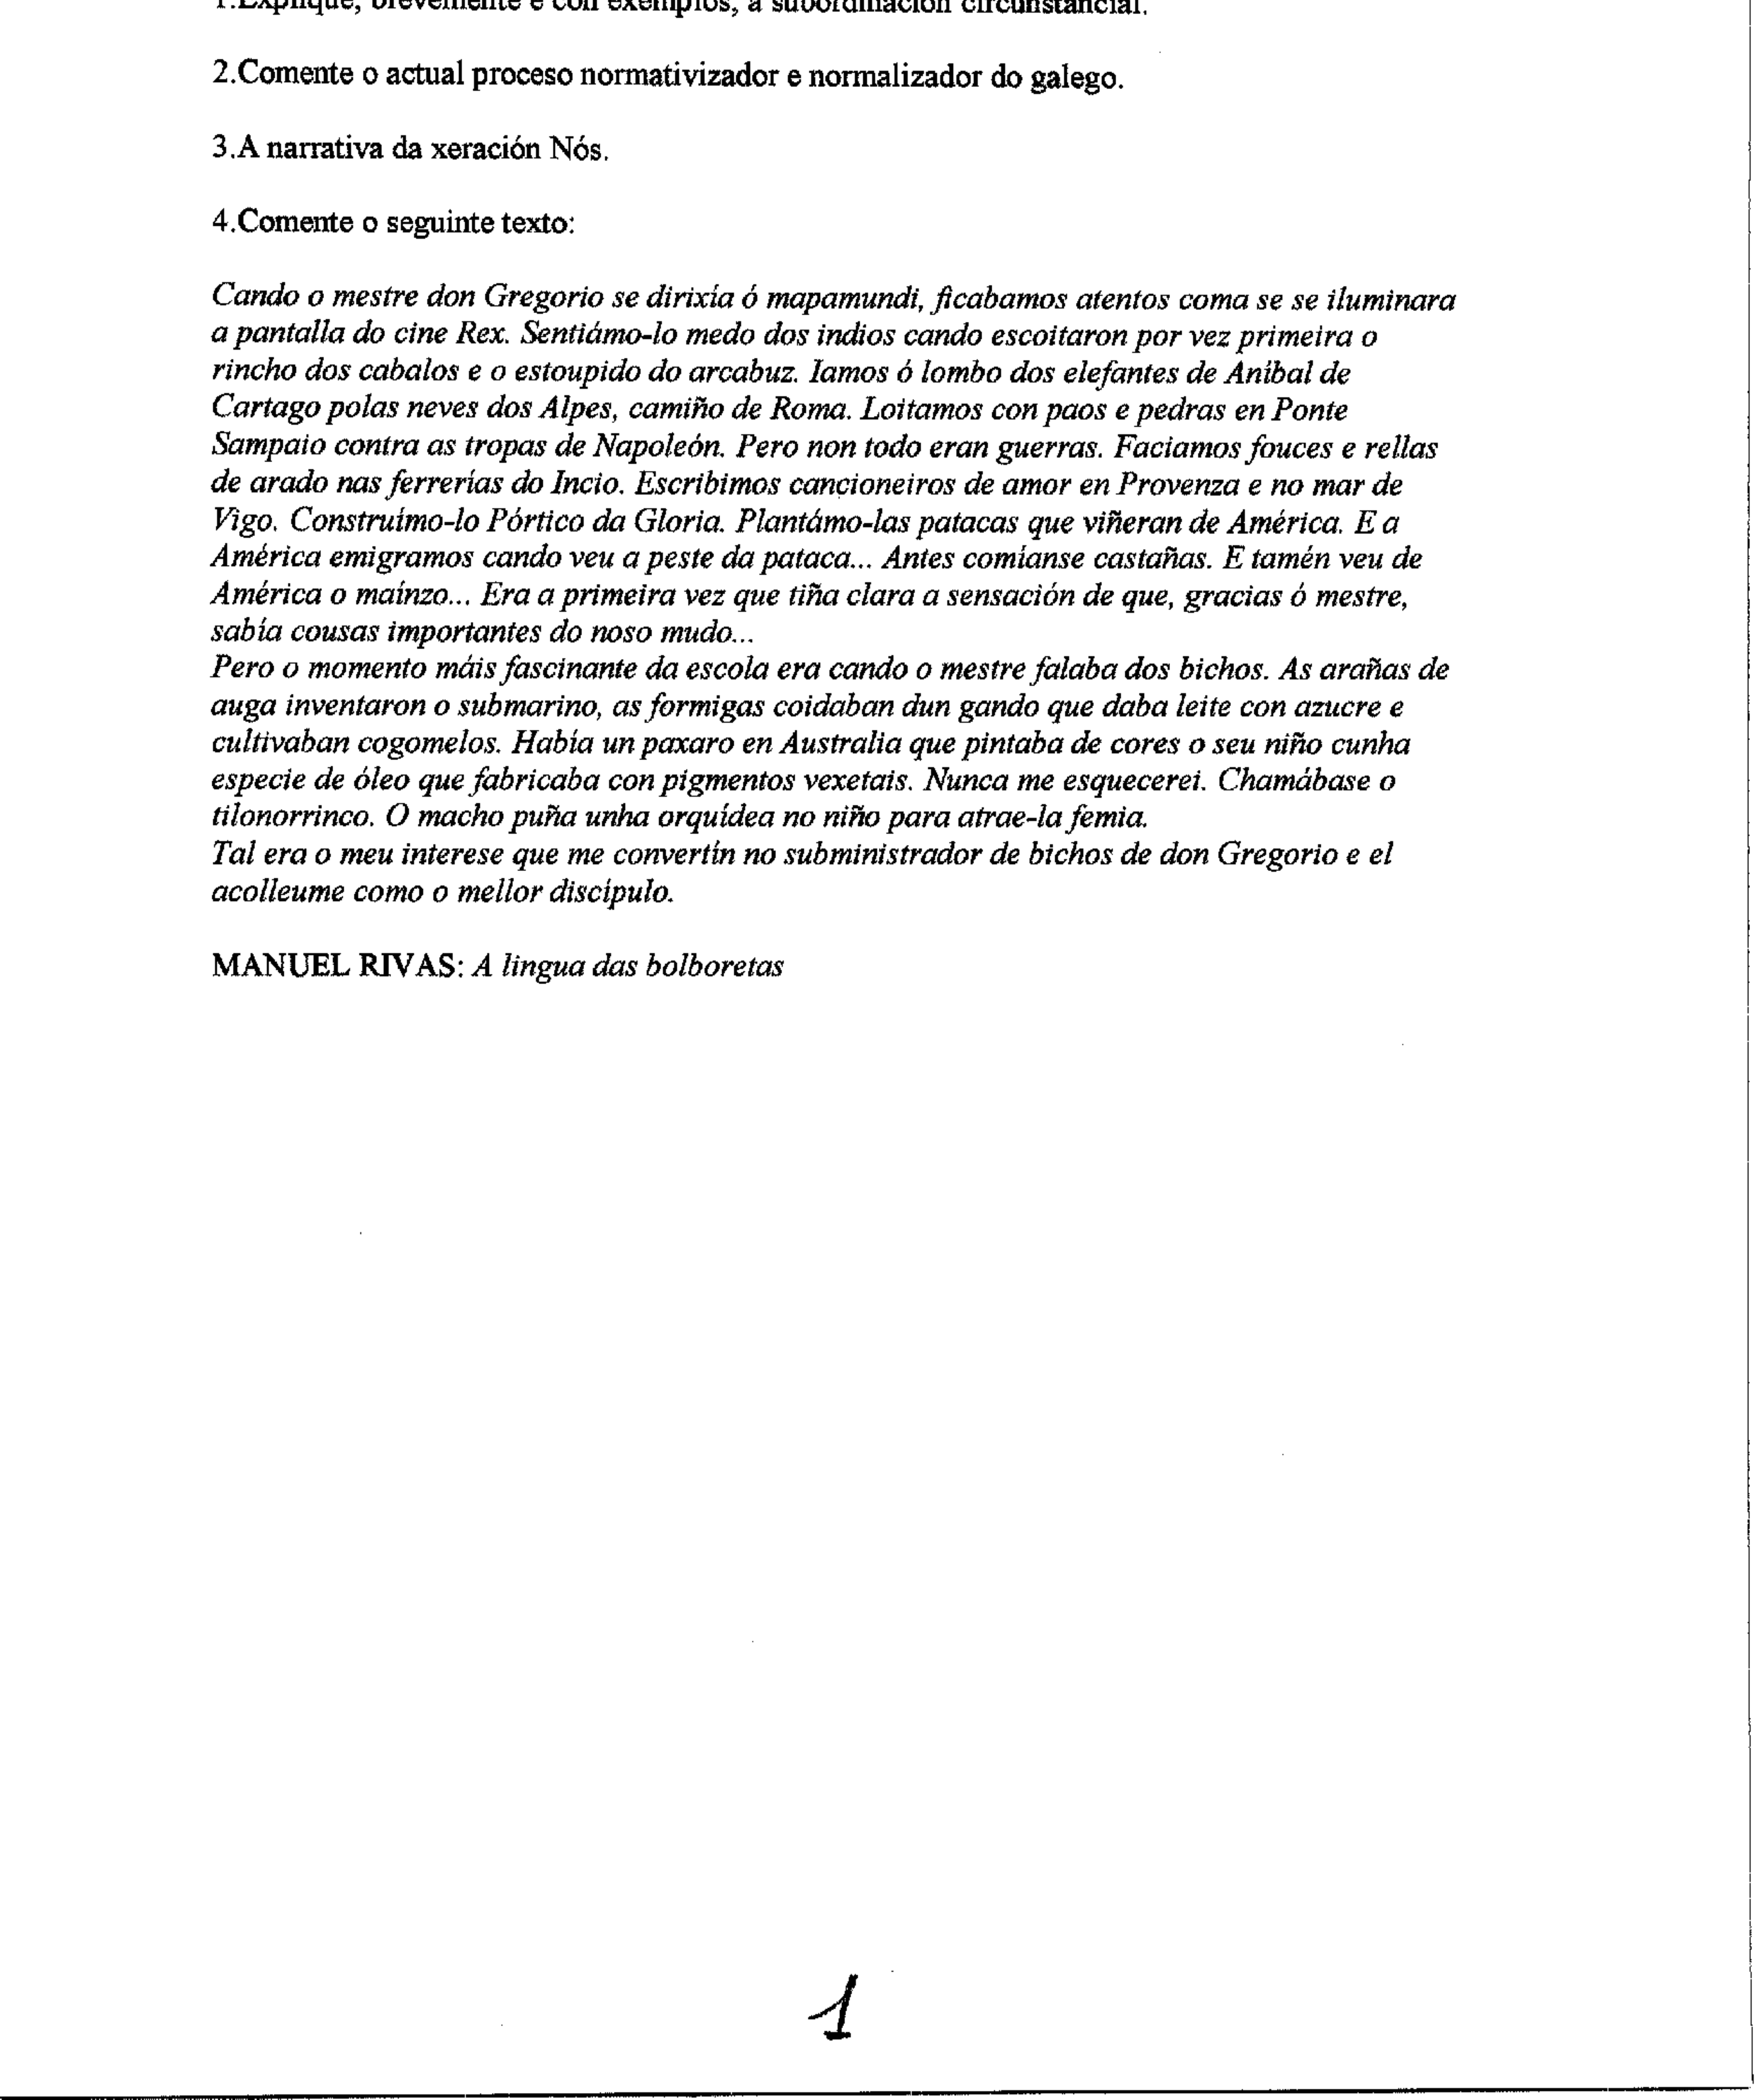 1.Explique, brevemente e con exemplos, a subordinación circunstancial.
2.Comente o actual proceso normativizador e normalizador do galego.
3.A narrativa da xeración Nós.
4.Comente o seguinte texto:
Cando o mestre don Gregorio se dirixía ó mapamundi, ficabamos atentos coma se se iluminara
a pantalla do cine Rex. Sentiámo-lo medo dos indios cando escoitaron por vez primeira o
rincho dos cabalos e o estoupido do arcabuz. Iamos ó lombo dos elefantes de Aníbal de
Cartago polas neves dos Alpes, camiño de Roma. Loitamos con paos e pedras en Ponte
Sampaio contra as tropas de Napoleón. Pero non todo eran guerras. Faciamos fouces e rellas
de arado nas ferrerías do Incio. Escribimos cancioneiros de amor en Provenza e no mar de
Vigo. Construímo-lo Pórtico da Gloria. Plantámo-las patacas que viñeran de América. E a
América emigramos cando veu a peste da pataca... Antes comíanse castañas. E tamén veu de
América o maínzo... Era a primeira vez que tiña clara a sensación de que, gracias ó mestre,
sabía cousas importantes do noso mudo...
Pero o momento máis fascinante da escola era cando o mestre falaba dos bichos. As arañas de
auga inventaron o submarino, as formigas coidaban dun gando que daba leite con azucre e
cultivaban cogomelos. Había un paxaro en Australia que pintaba de cores o seu niño cunha
especie de óleo que fabricaba con pigmentos vexetais. Nunca me esquecerei. Chamábase o
tilonorrinco. O macho puña unha orquídea no niño para atrae-la femia.
Tal era o meu interese que me convertín no subministrador de bichos de don Gregorio e el
acolleume como o mellor discípulo.
MANUEL RIVAS: A lingua das bolboretas
1